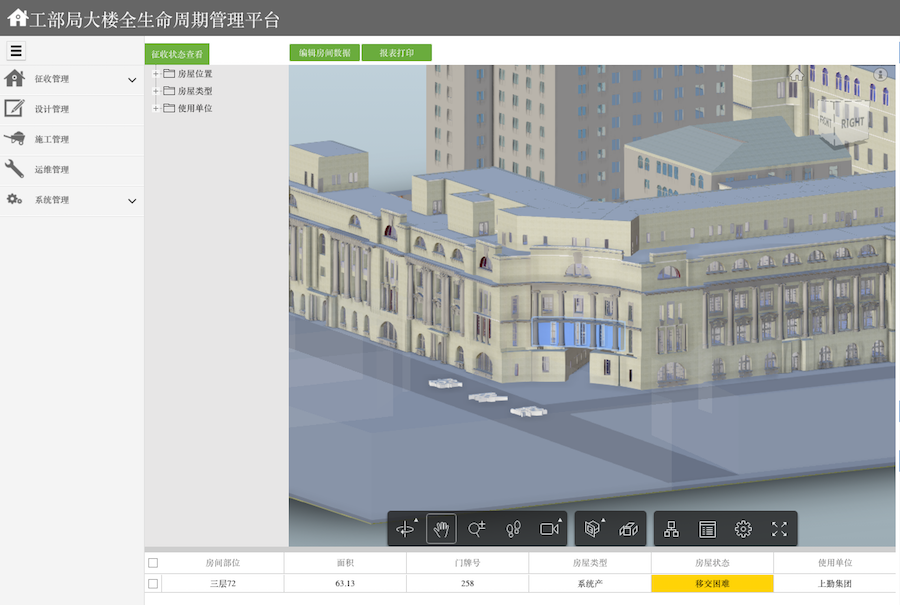 工部局大楼全生命周期管理平台
征收管理
设计管理
施工管理
运维管理
系统管理
征收状态查看
房屋位置
房屋类型
使用单位
编辑房间数据 报表打印
RIGHT
房间部位 面积 门牌号 房屋类型 房屋状态 使用单位
三层72 63.13 258 系统产 移交困难 上勤集团